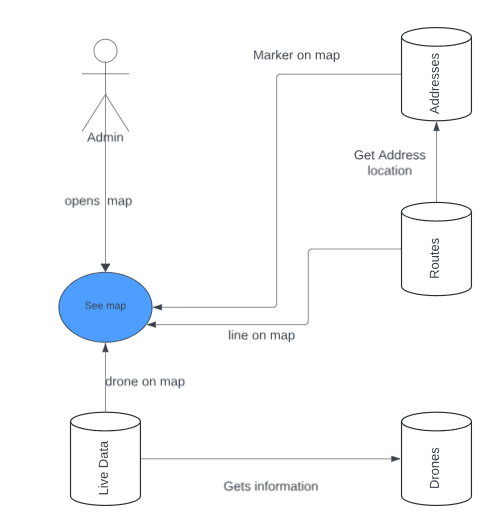 Marker on map
Addresses
Admin
Get Address
location
opens map
Routes
See map
line on map
drone on map
Live Data
Drones
Gets information